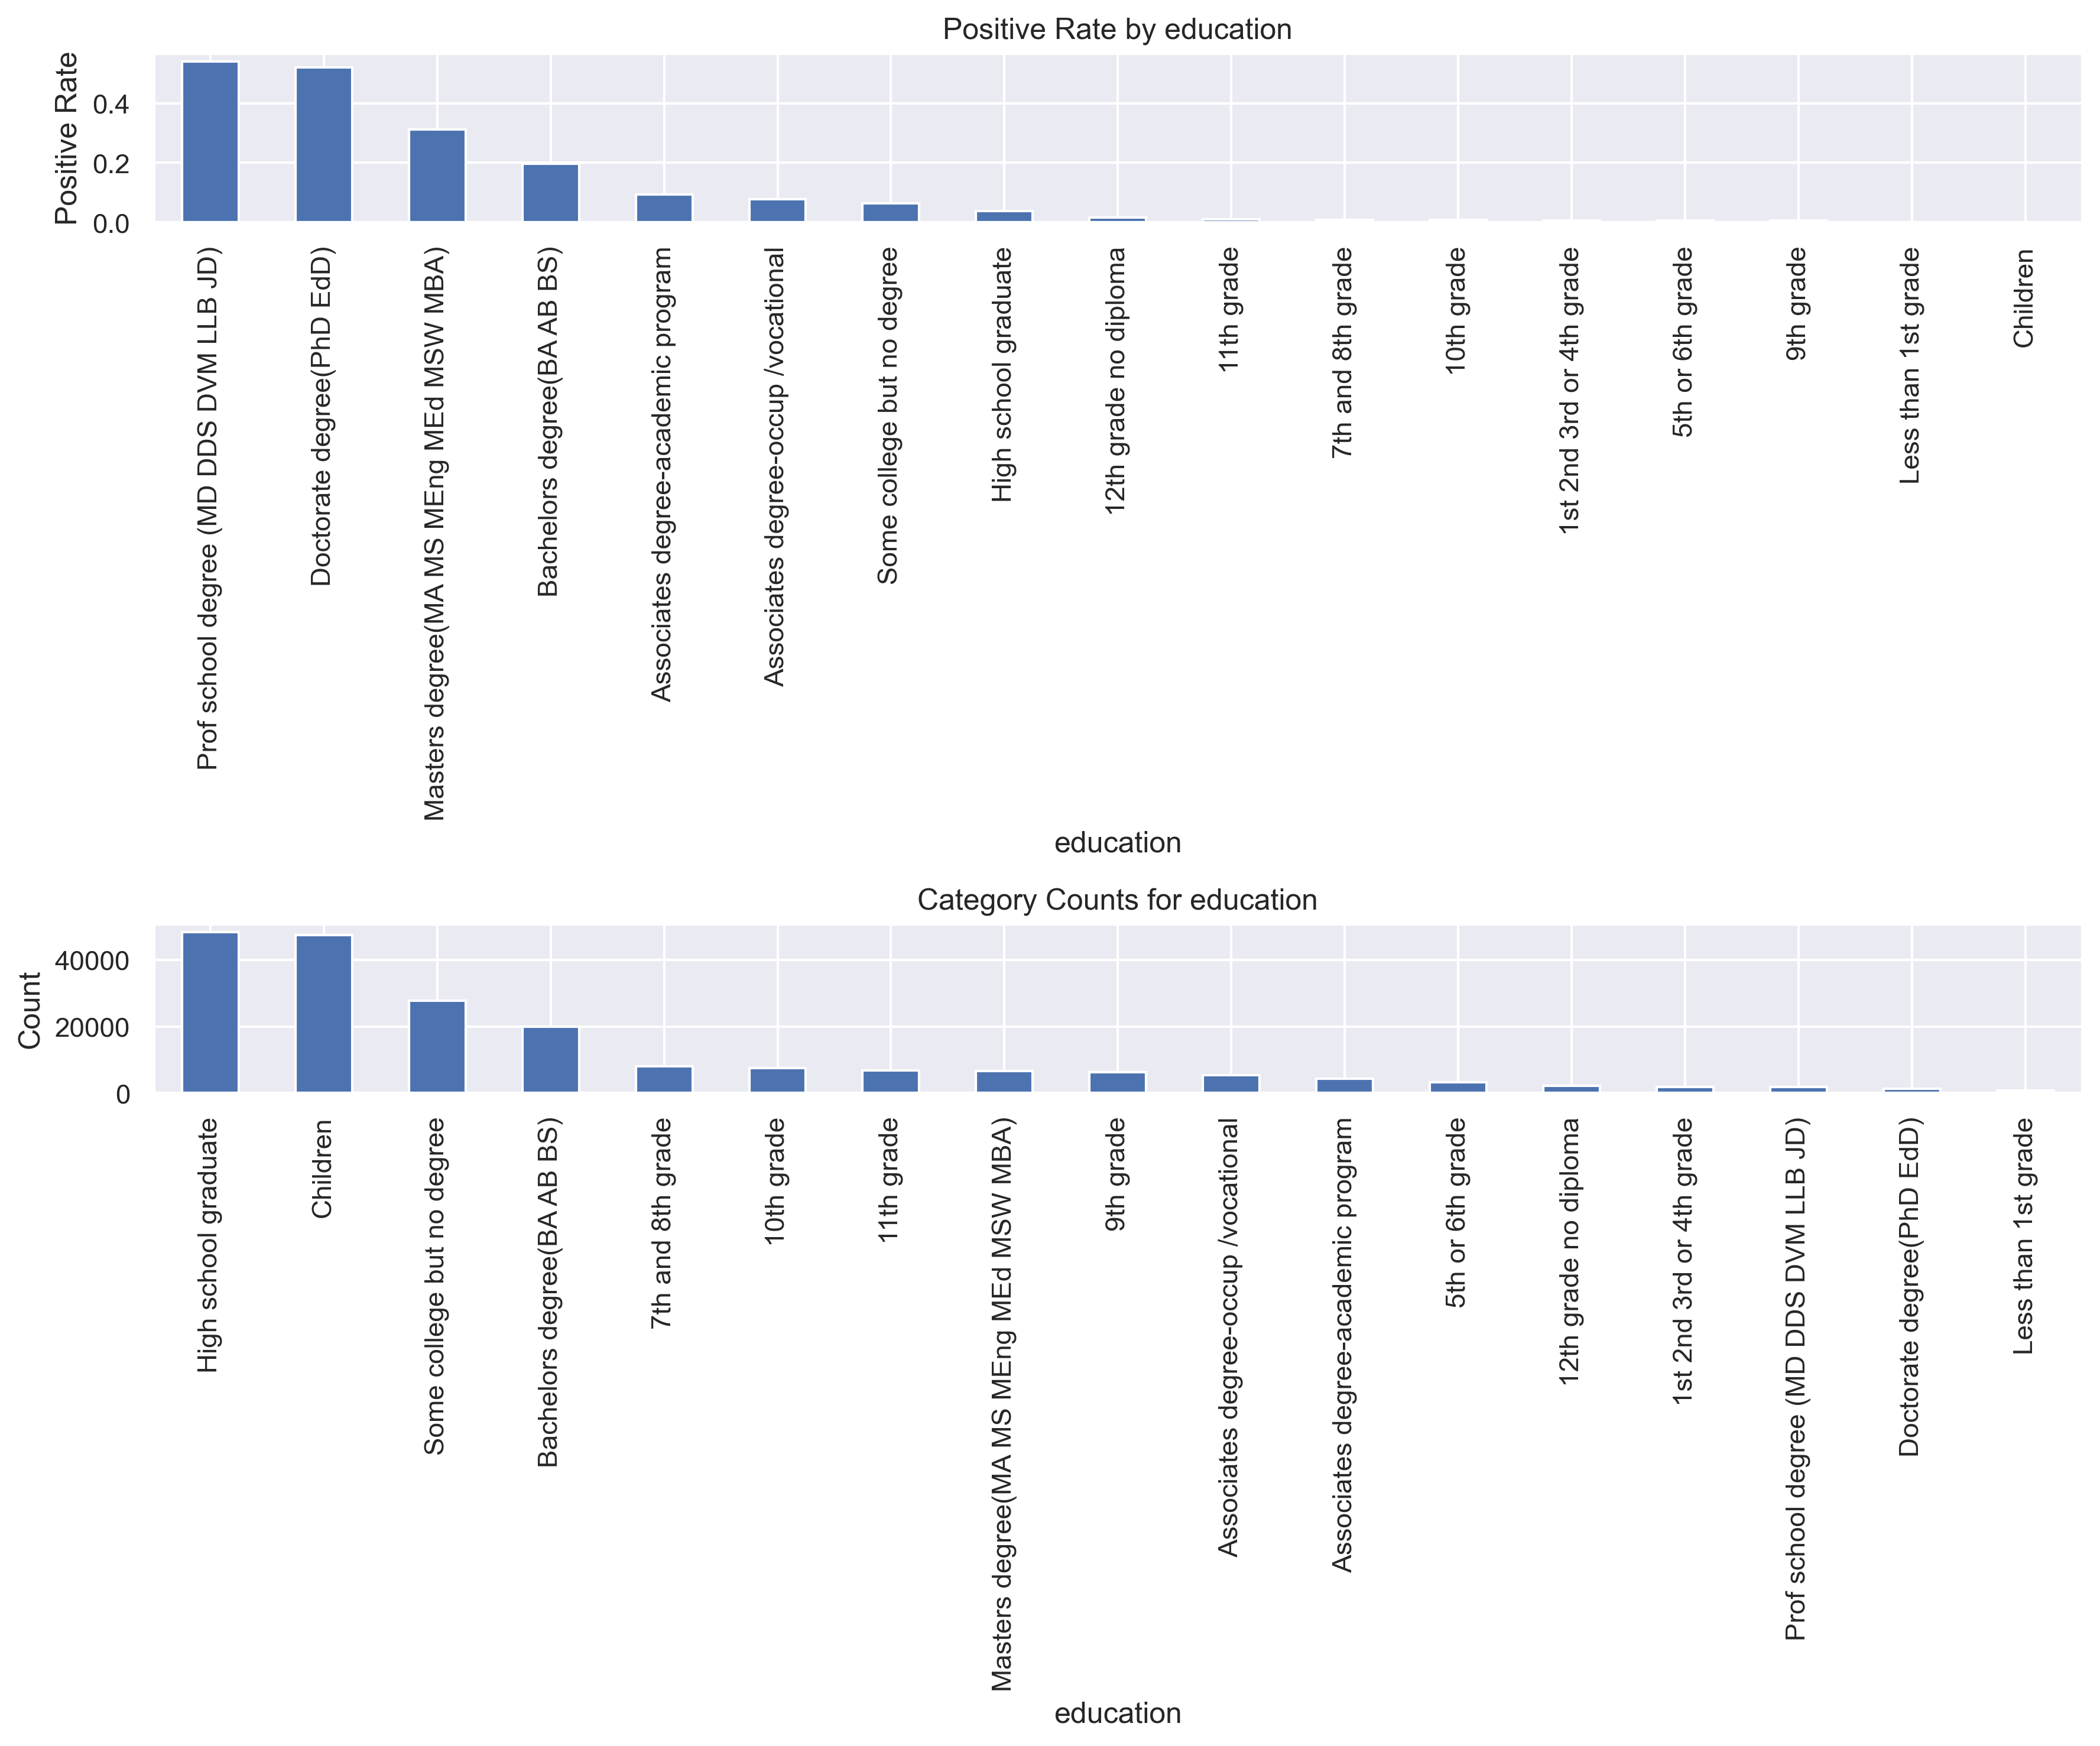 Positive Rate by education
Positive Rate
0.4
0.2
0.0
Prof school degree (MD DDS DVM LLB JD)
Doctorate degree(PhD EdD)
Masters degree(MA MS MEng MEd MSW MBA)
Bachelors degree(BA AB BS)
Associates degree-academic program
Associates degree-occup /vocational
Some college but no degree
High school graduate
12th grade no diploma
11th grade
7th and 8th grade
10th grade
1st 2nd 3rd or 4th grade
5th or 6th grade
9th grade
Less than 1st grade
Children
education
Category Counts for education
Count
40000
20000
0
High school graduate
Children
Some college but no degree
Bachelors degree(BA AB BS)
7th and 8th grade
10th grade
11th grade
Masters degree(MA MS MEng MEd MSW MBA)
9th grade
Associates degree-occup /vocational
Associates degree-academic program
5th or 6th grade
12th grade no diploma
1st 2nd 3rd or 4th grade
Prof school degree (MD DDS DVM LLB JD)
Doctorate degree(PhD EdD)
Less than 1st grade
education